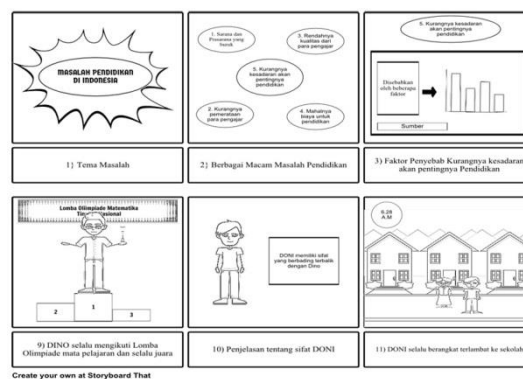 MASALAH PENDIDIKAN
DI INDONESIA
1) Tema Masalah
1. Sarana dan
Prasarana yang
buruk
3. Rendahnya
kualitas dari
para pengajar
5. Kurangnya
kesadaran akan
pentingnya
pendidikan
2. Kurangnya
pemerataan
para pengajar
4. Mahalnya
biaya untuk
pendidikan
2) Berbagai Macam Masalah Pendidikan
5. Kurangnya kesadaran
akan pentingnya
pendidikan
Disebabkan
oleh beberapa
faktor
Sumber
3) Faktor Penyebab Kurangnya kesadaran
akan pentingnya Pendidikan
Lomba Olimpiade Matematika
2
1
3
9) DINO selalu mengikuti Lomba
Olimpiade mata pelajaran dan selalu juara
DONI memiliki sifat
yang berbading terbalik
dengan Dino
10) Penjelasan tentang sifat DONI
A.M
11) DONI selalu berangkat terlambat ke sekolah
Create your own at Storyboard That